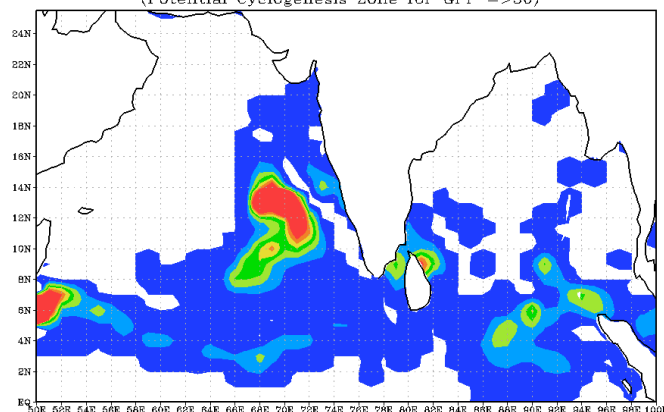 (Potential Cyclogenesis Zone for GPP =>30)
24N
22N
20N
18N
16N
14N
12N
10N
8N
6N
4N
2N
EQ
50E 52E 54E 56E 58E 60E 62E 64E 66E 68E 70E 72E 74E 76E 78E 80E 82E 84E 86E 88E 90E 92E 94E 96E 98E